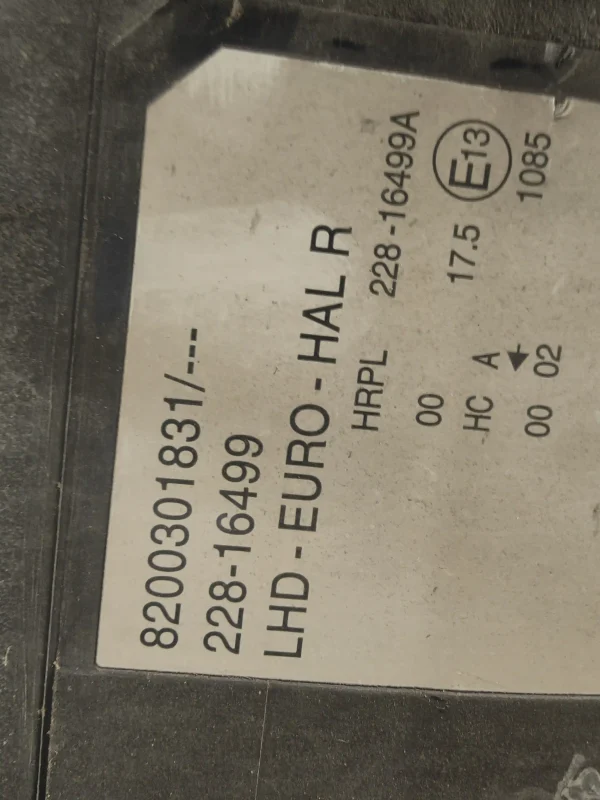 8200301831/---
228-16499
LHD - EURO - HAL R
HRPL 228-16499A
00 17.5 E13
HC A
00 02 1085